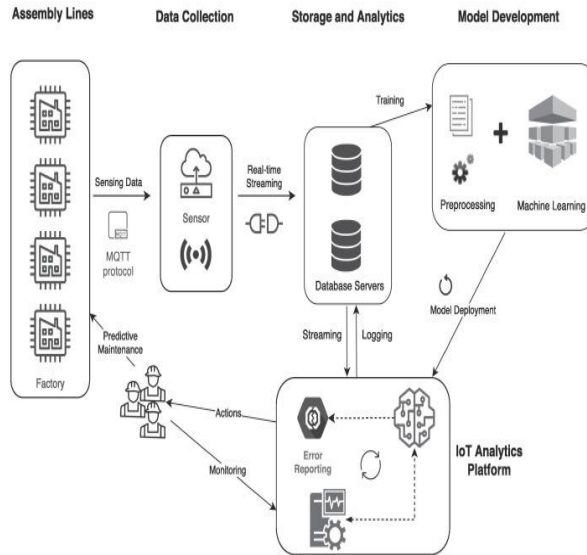 Assembly Lines
Data Collection
Storage and Analytics
Model Development
Factory
Sensing Data
MQTT
MQTT
protocol
Sensor
Real-time
Streaming
Database Servers
Training
Preprocessing
Machine Learning
Model Deployment
Streaming
Logging
Predictive
Maintenance
Actions
Monitoring
Error
Reporting
IoT Analytics
Platform